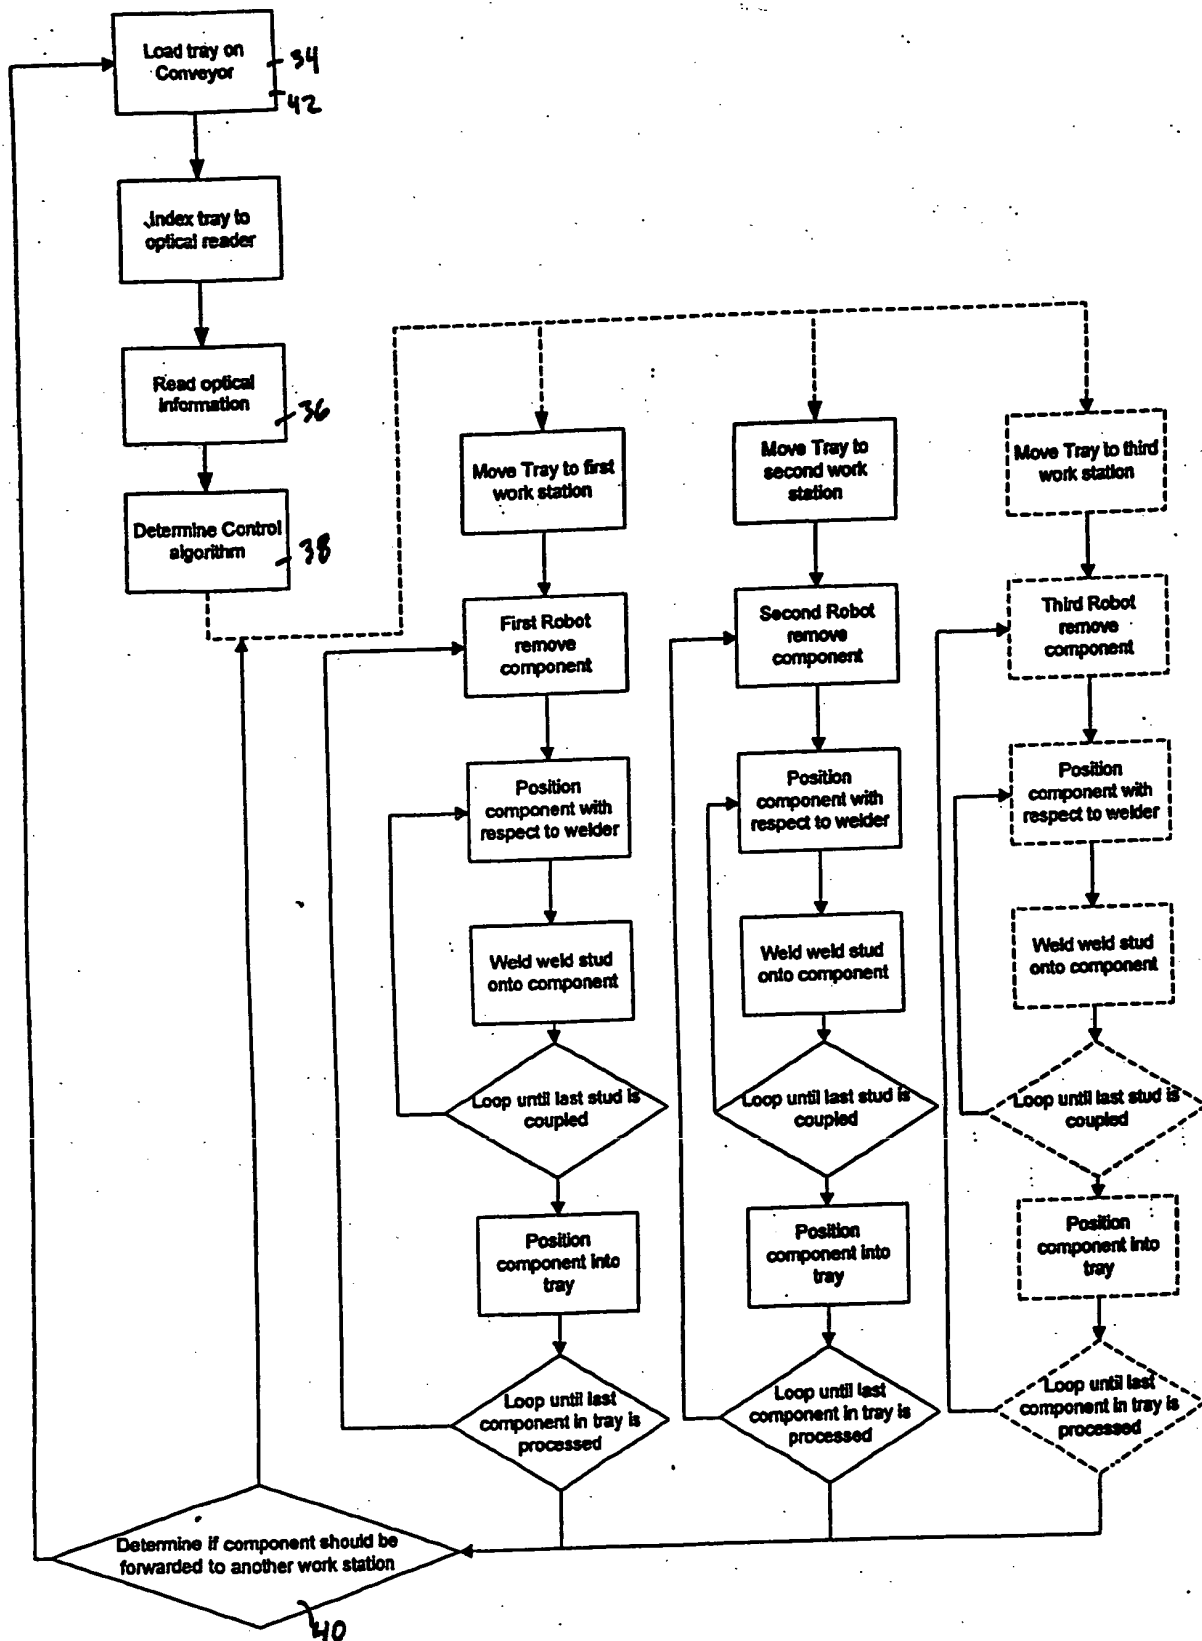 Load tray on
Conveyor
34
42
Index tray to
optical reader
Read optical
information
36
Determine Control
algorithm
38
Move Tray to first
work station
First Robot
remove
component
Position
component with
respect to welder
Weld weld stud
onto component
Loop until last stud is
coupled
Position
component into
tray
Loop until last
component in tray is
processed
Move Tray to
second work
station
Second Robot
remove
component
Position
component with
respect to welder
Weld weld stud
onto component
Loop until last stud is
coupled
Position
component into
tray
Loop until last
component in tray is
processed
Move Tray to third
work station
Third Robot
remove
component
Position
component with
respect to welder
Weld weld stud
onto component
Loop until last stud is
coupled
Position
component into
tray
Loop until last
component in tray is
processed
Determine if component should be
forwarded to another work station
40